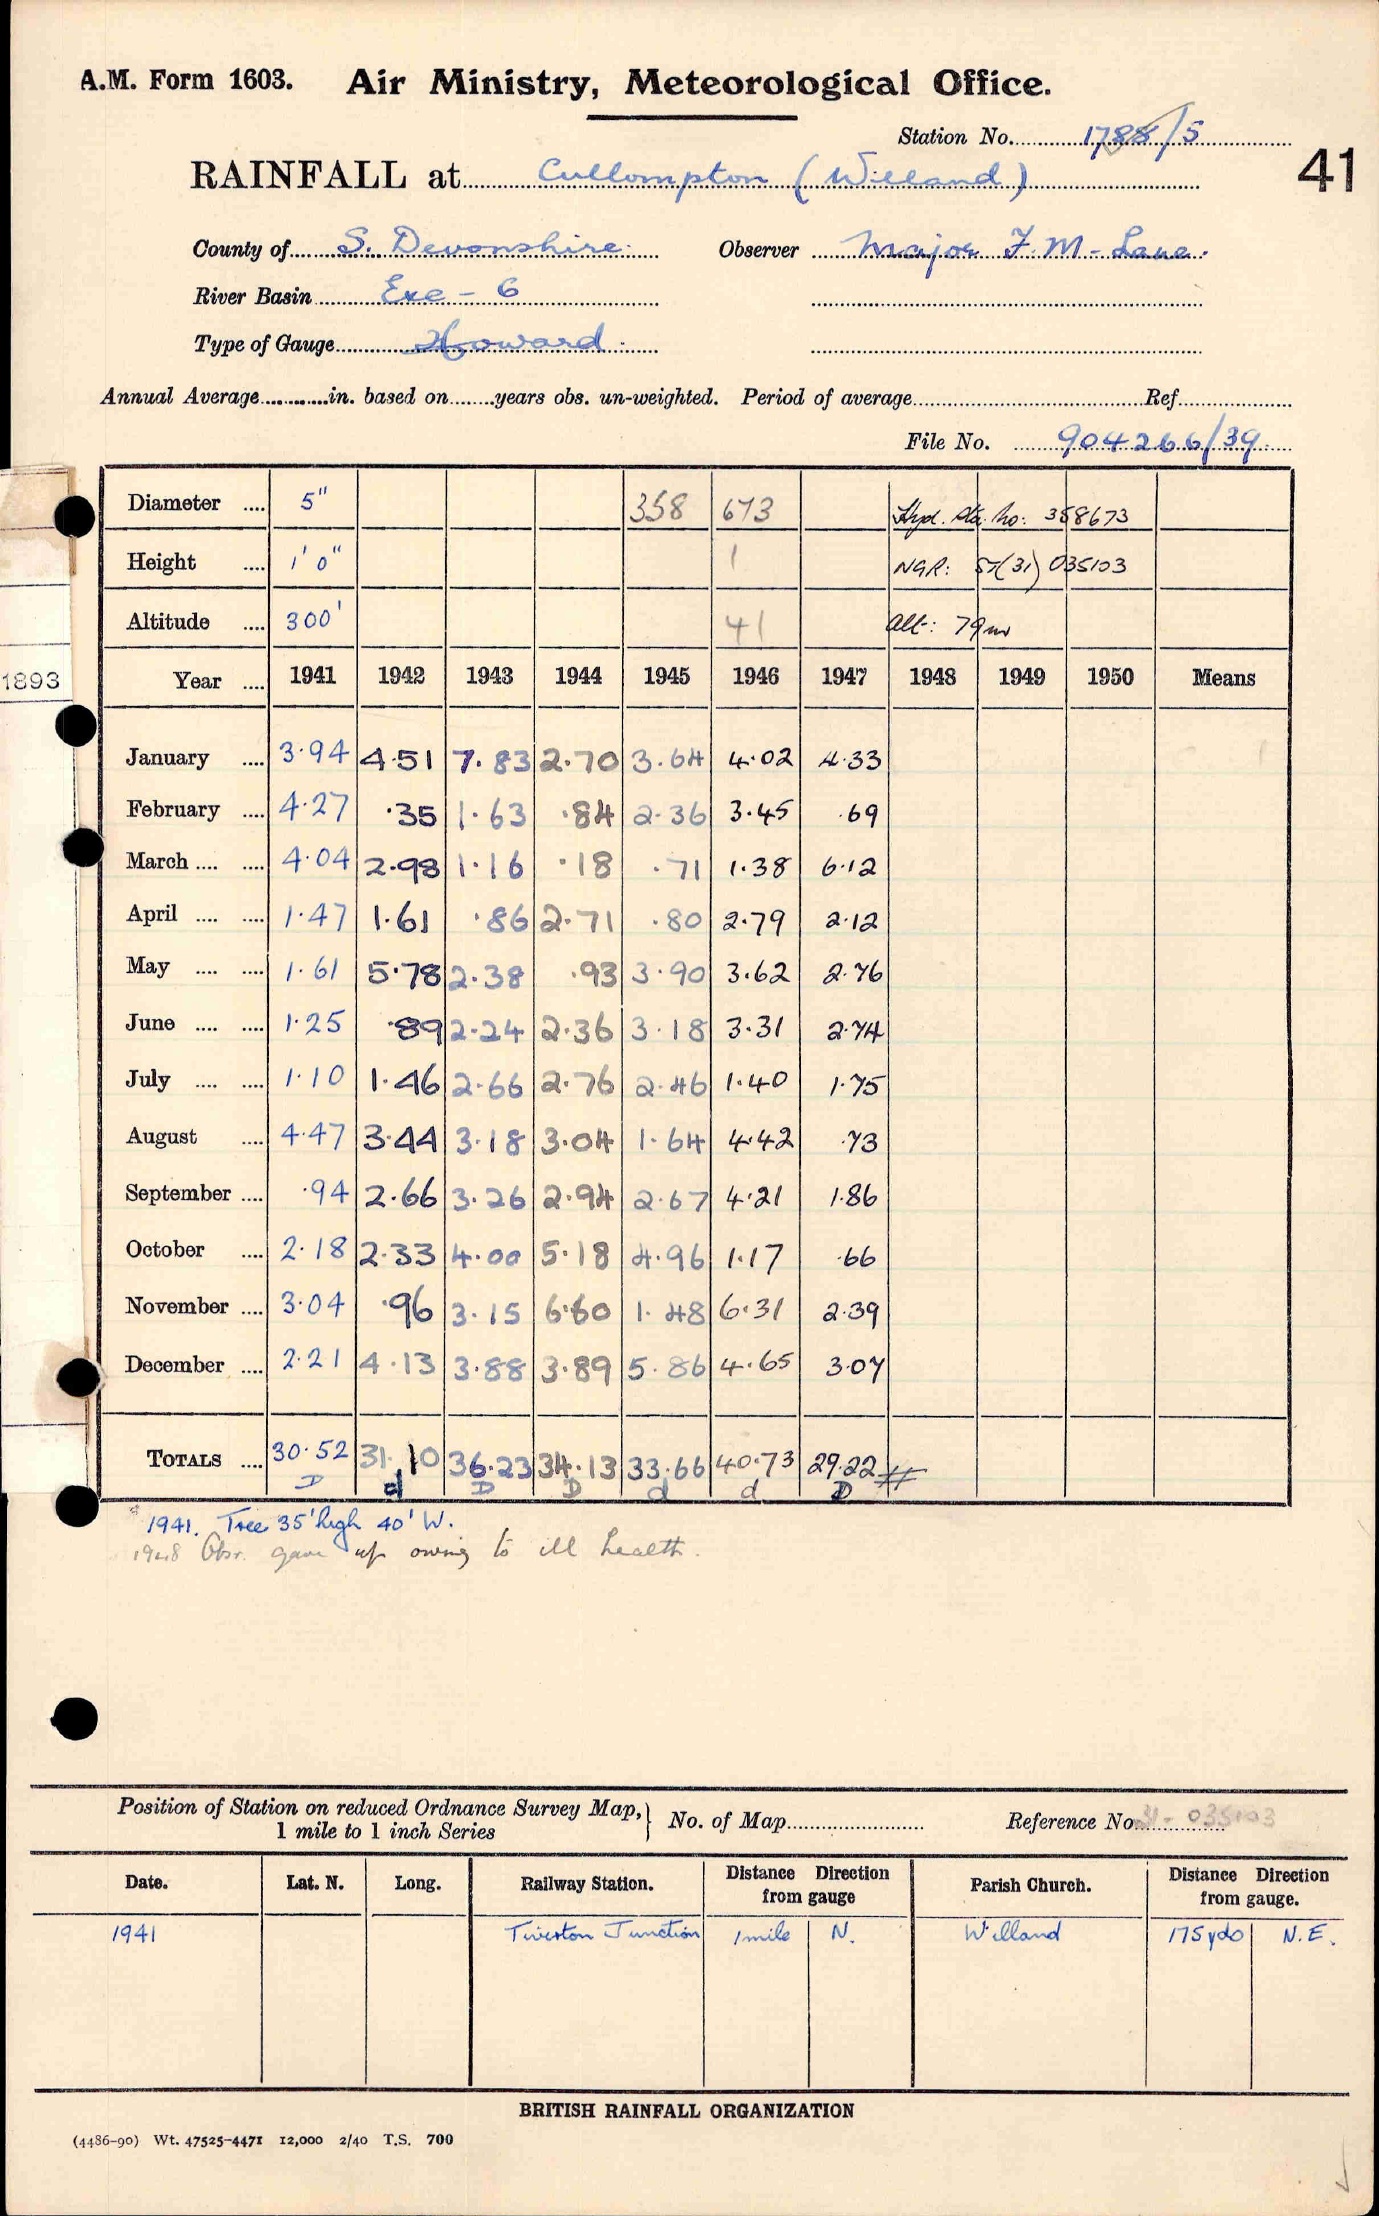 A.M. Form 1603. Air Ministry, Meteorological Office.
Station No. 1788/5
41
RAINFALL at Cullompton (Willand)
County of S. Devonshire. Observer Major F. M. Lane.
River Basin Exe - 6
Type of Gauge Howard
Annual Average in. based on years obs. un-weighted. Period of average Ref.
File No. 904266/39
Diameter .... 5" 358 673 Hyd. Sta. No: 358673
Height .... 1' 0" 1 NGR: ST(31) 035103
Altitude .... 300' 41 Alt: 79m
1893
Year .... 1941 1942 1943 1944 1945 1946 1947 1948 1949 1950 Means
January .... 3.94 4.51 7.83 2.70 3.64 4.02 4.33
February .... 4.27 .35 1.63 .84 2.36 3.45 .69
March .... .... 4.04 2.98 1.16 .18 .71 1.38 6.12
April .... .... 1.47 1.61 .86 2.71 .80 2.79 2.12
May .... .... 1.61 5.78 2.38 .93 3.90 3.62 2.76
June .... .... 1.25 .89 2.24 2.36 3.18 3.31 2.74
July .... .... 1.10 1.46 2.66 2.76 2.46 1.40 1.75
August .... 4.47 3.44 3.18 3.04 1.64 4.42 .73
September .... .94 2.66 3.26 2.94 2.67 4.21 1.86
October .... 2.18 2.33 4.00 5.18 4.96 1.17 .66
November .... 3.04 .96 3.15 6.60 1.48 6.31 2.39
December .... 2.21 4.13 3.88 3.89 5.86 4.65 3.07
TOTALS .... 30.52 31.10 36.23 34.13 33.66 40.73 29.22 #
D d D D d d D
* 1941. Tree 35' high 40' W.
1948 Obsr. gave up owing to ill health.
Position of Station on reduced Ordnance Survey Map, } No. of Map Reference No. 31 - 035103
1 mile to 1 inch Series
Date. Lat. N. Long. Railway Station. Distance Direction from gauge Parish Church. Distance Direction from gauge.
1941 Tiverton Junction 1 mile N. Willand 175 yds N.E.
BRITISH RAINFALL ORGANIZATION
(4486-90) Wt. 47525-4471 12,000 2/40 T.S. 700